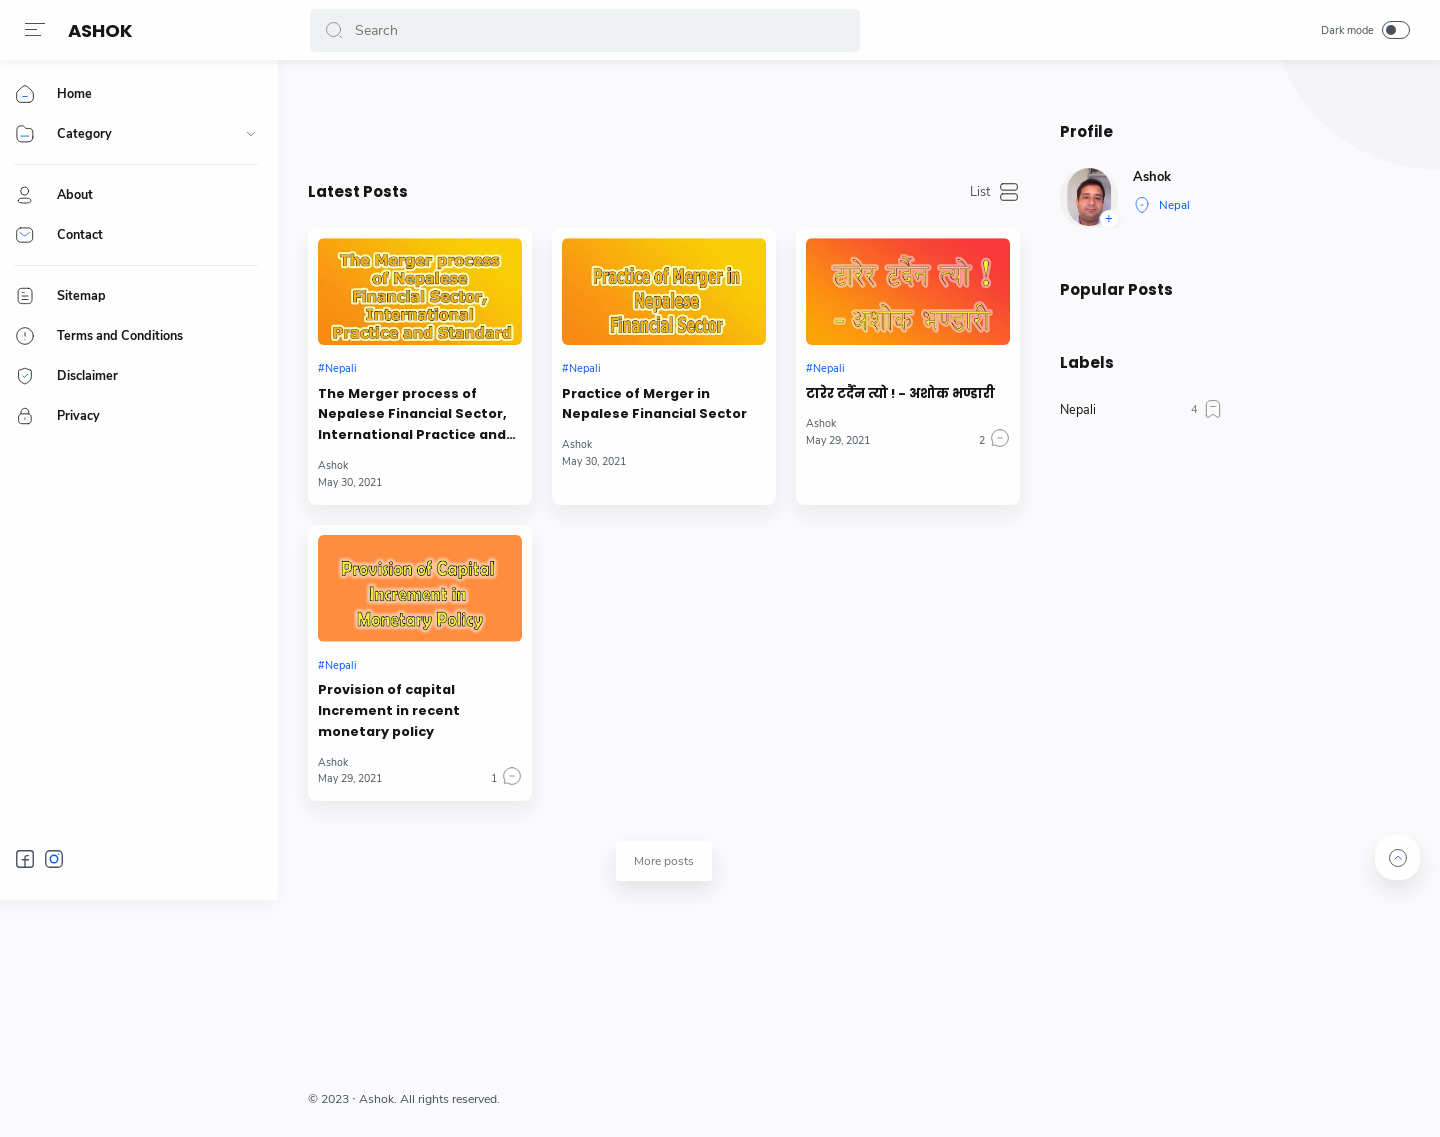 ASHOK
Search
Dark mode
Home
Category
About
Contact
Sitemap
Terms and Conditions
Disclaimer
Privacy
Latest Posts
List
The Merger process
of Nepalese
Financial Sector,
International
Practice and Standard
#Nepali
The Merger process of
Nepalese Financial Sector,
International Practice and...
Ashok
May 30, 2021
Practice of Merger in
Nepalese
Financial Sector
#Nepali
Practice of Merger in
Nepalese Financial Sector
Ashok
May 30, 2021
टारेर टर्दैन त्यो !
- अशोक भण्डारी
#Nepali
टारेर टर्दैन त्यो ! - अशोक भण्डारी
Ashok
May 29, 2021
2
Provision of Capital
Increment in
Monetary Policy
#Nepali
Provision of capital
Increment in recent
monetary policy
Ashok
May 29, 2021
1
More posts
Profile
Ashok
+
Nepal
Popular Posts
Labels
Nepali
4
© 2023 · Ashok. All rights reserved.